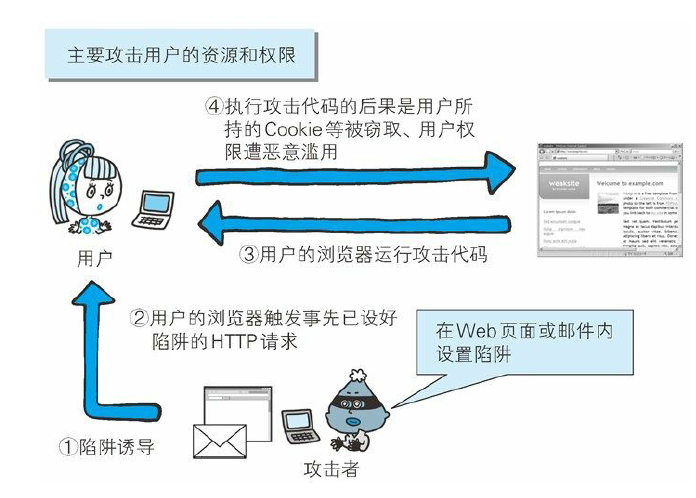 主要攻击用户的资源和权限
④执行攻击代码的后果是用户所
持的Cookie等被窃取、用户权
限遭恶意滥用
weaksite
Welcome to example.com
③用户的浏览器运行攻击代码
用户
②用户的浏览器触发事先已设好
陷阱的HTTP请求
在Web页面或邮件内
设置陷阱
①陷阱诱导
攻击者